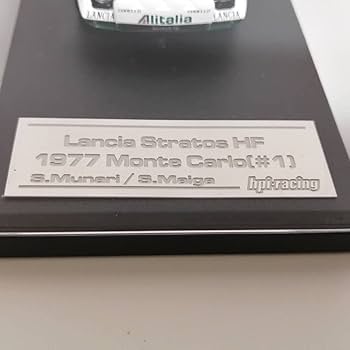 LANCIA Alitalia LANCIA
Lancia Stratos HF
1977 Monte Carlo(#1)
S.Munari / S.Maiga
hpi-racing